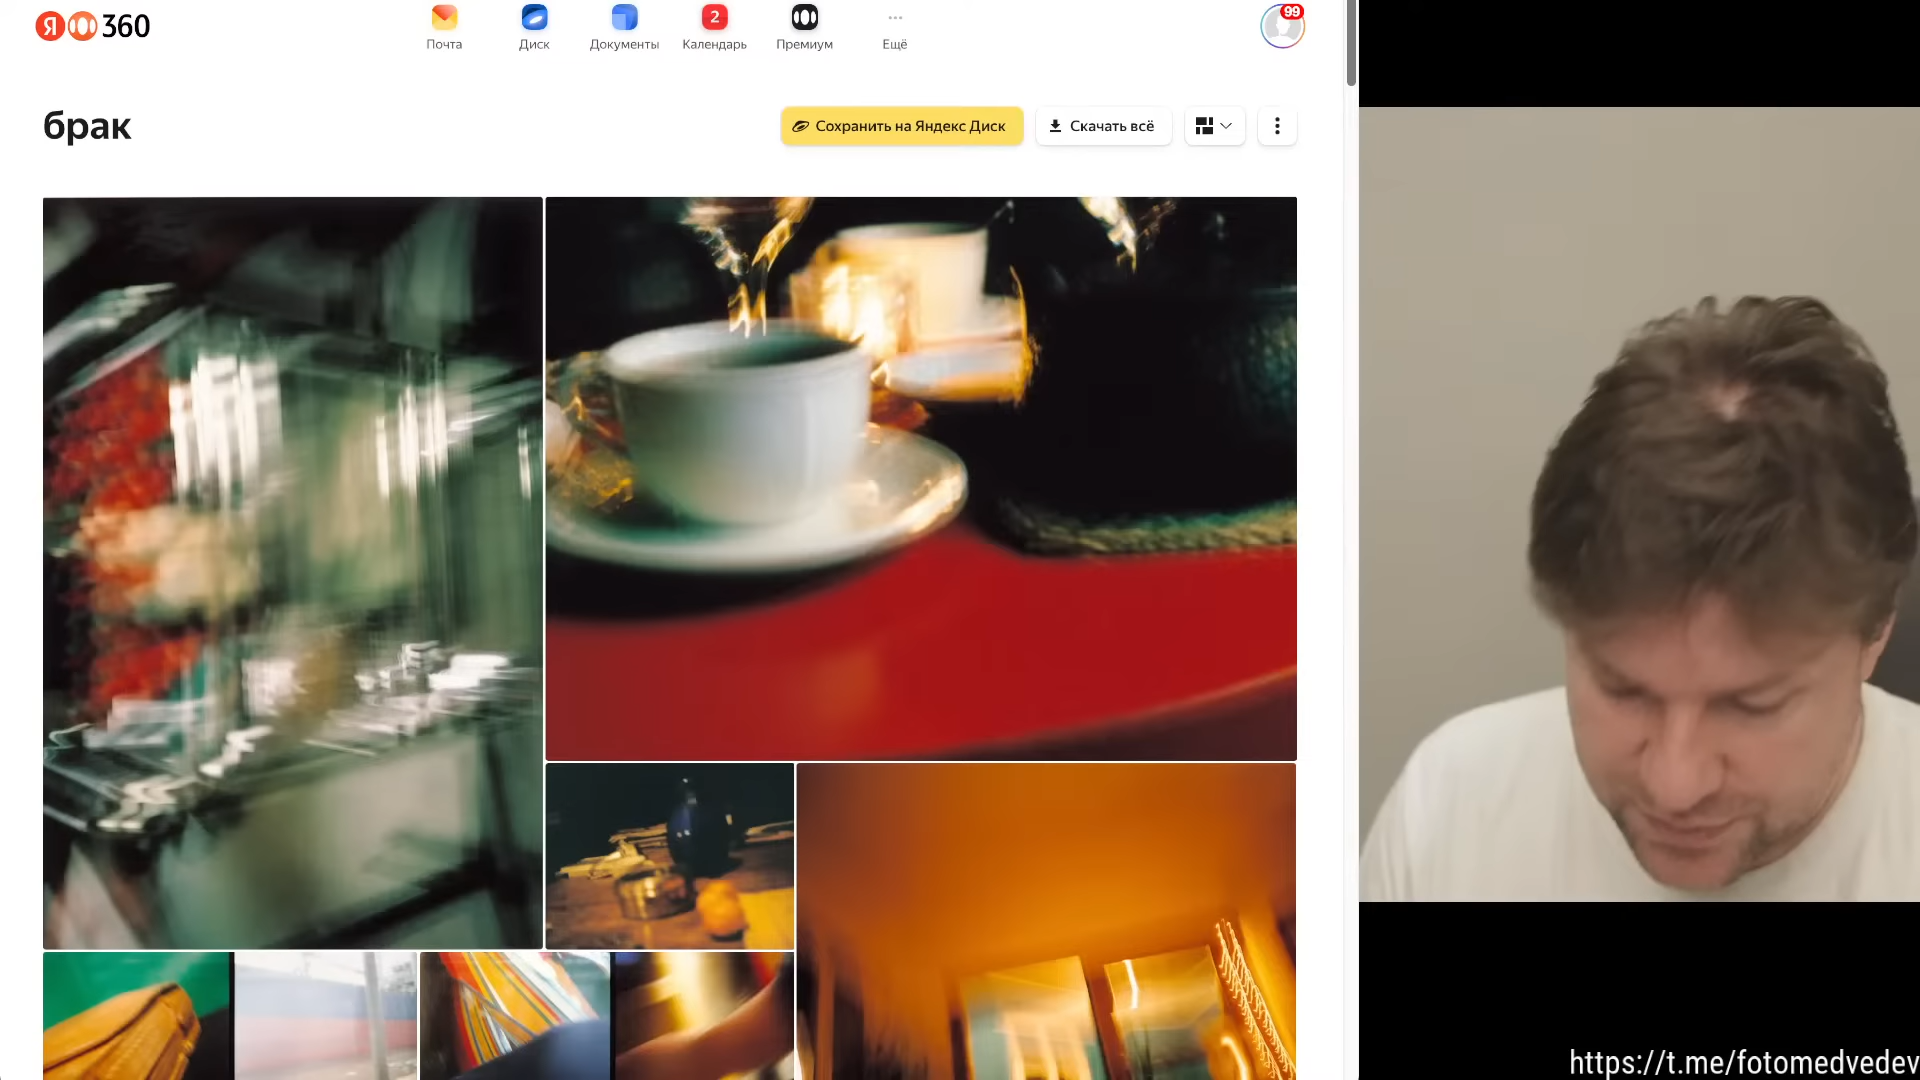 Я 360
Почта
Диск
Документы
2
Календарь
Премиум
Ещё
99
брак
Сохранить на Яндекс Диск
Скачать всё
https://t.me/fotomedvedev